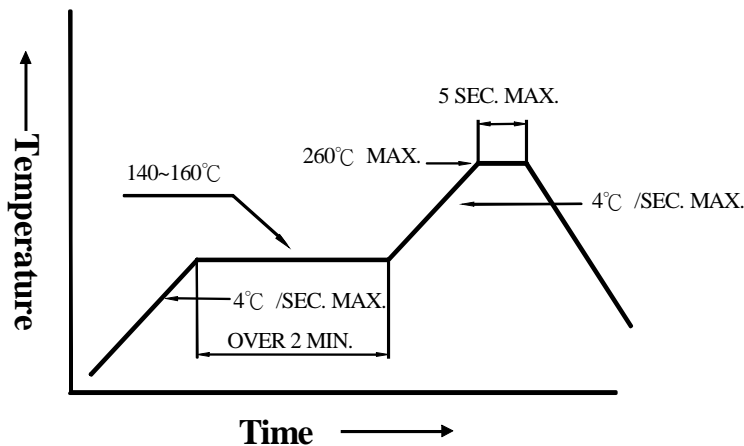 5 SEC. MAX.
260℃ MAX.
140~160℃
4℃ /SEC. MAX.
4℃ /SEC. MAX.
OVER 2 MIN.
Temperature
Time